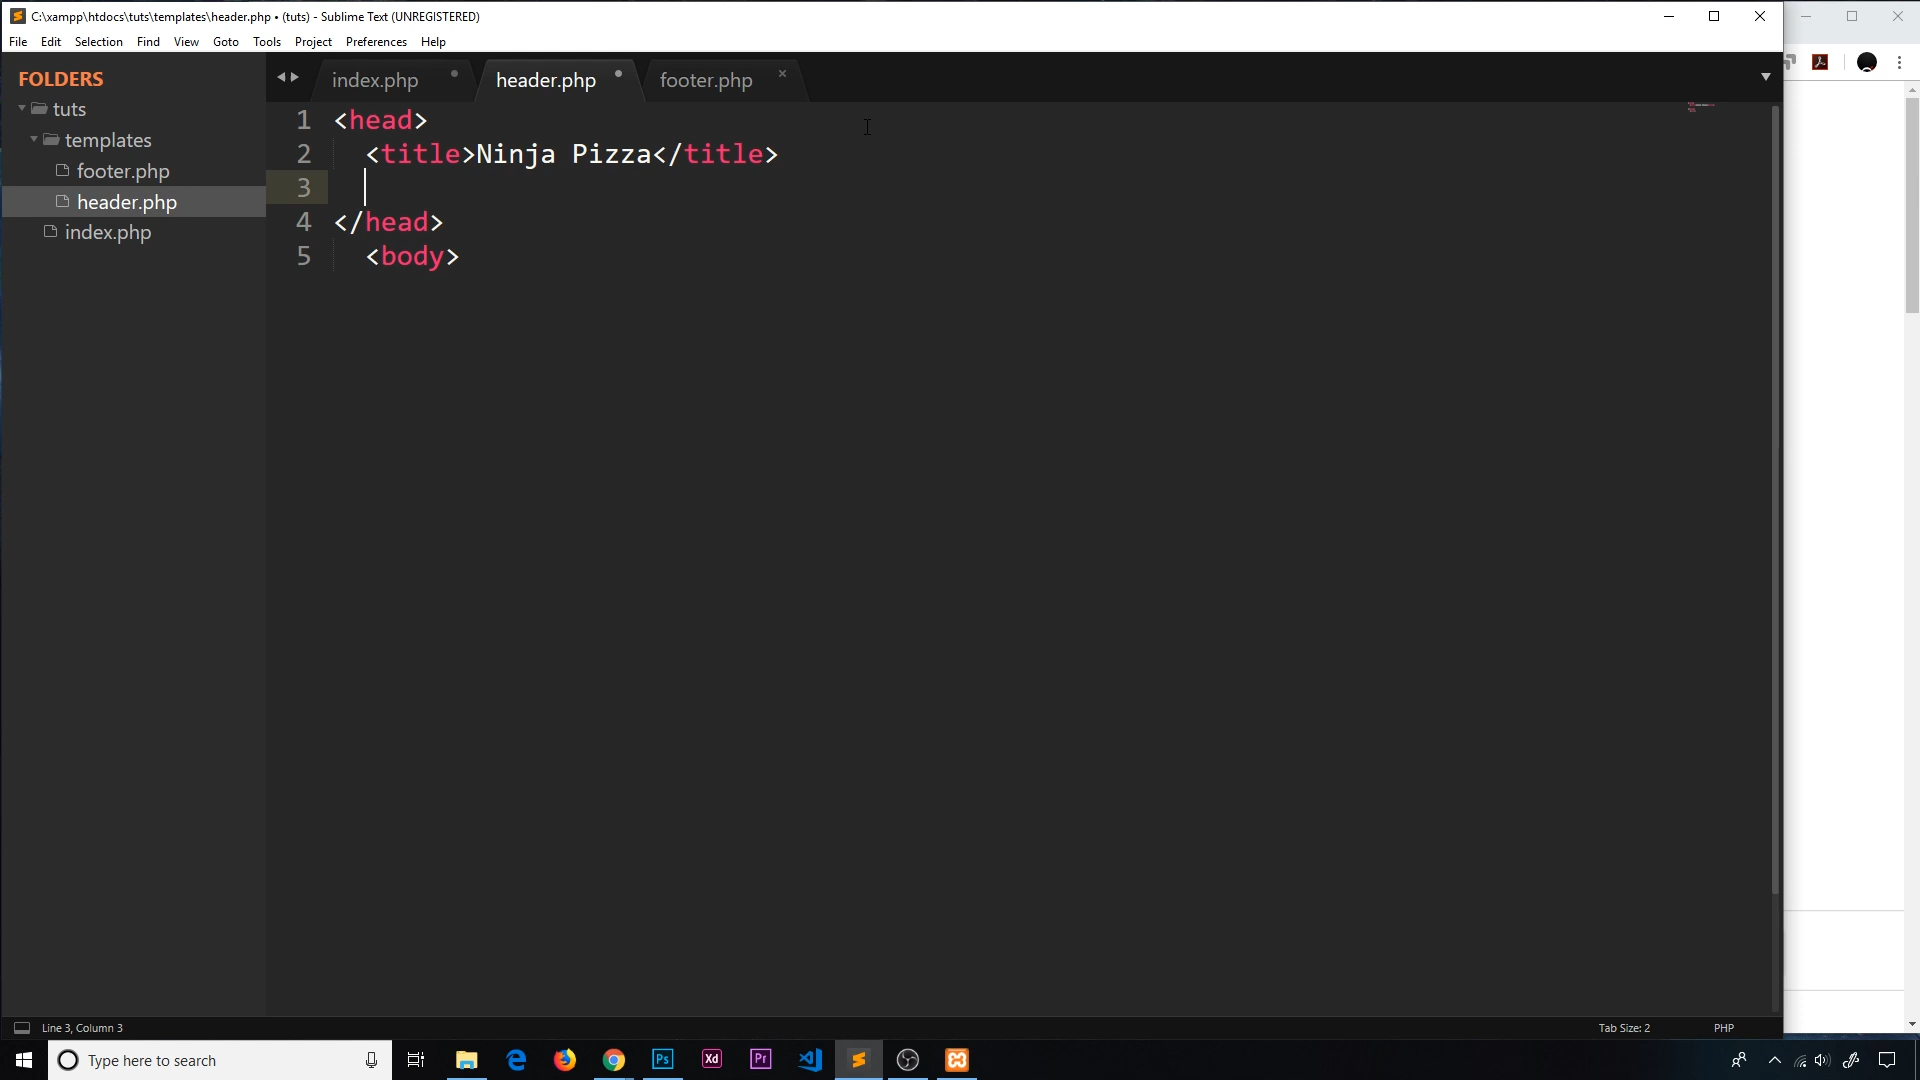 C:\xampp\htdocs\tuts\templates\header.php • (tuts) - Sublime Text (UNREGISTERED)
File Edit Selection Find View Goto Tools Project Preferences Help
FOLDERS
tuts
templates
footer.php
header.php
index.php
index.php header.php footer.php
1 <head>
2 <title>Ninja Pizza</title>
3
4 </head>
5 <body>
Line 3, Column 3 Tab Size: 2 PHP
Type here to search Ps Xd Pr